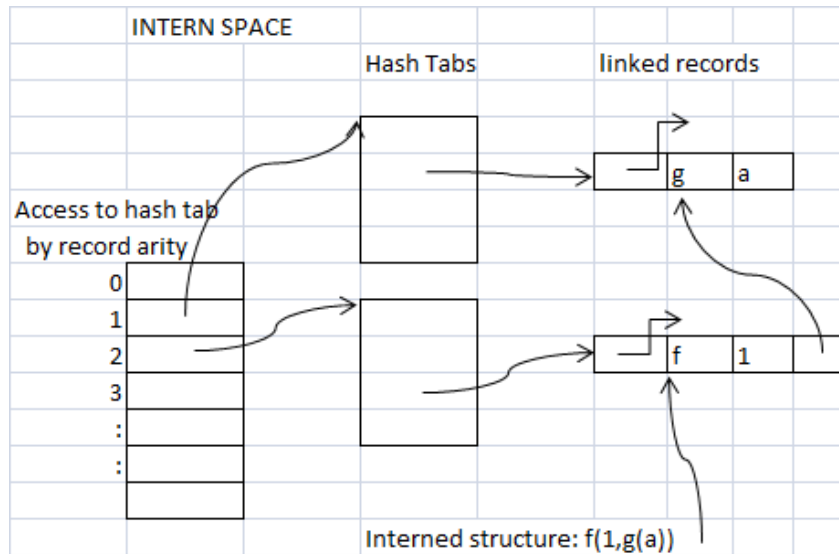 INTERN SPACE
Hash Tabs
linked records
g a
Access to hash tab
by record arity
0
1
2
f 1
3
:
:
Interned structure: f(1,g(a))